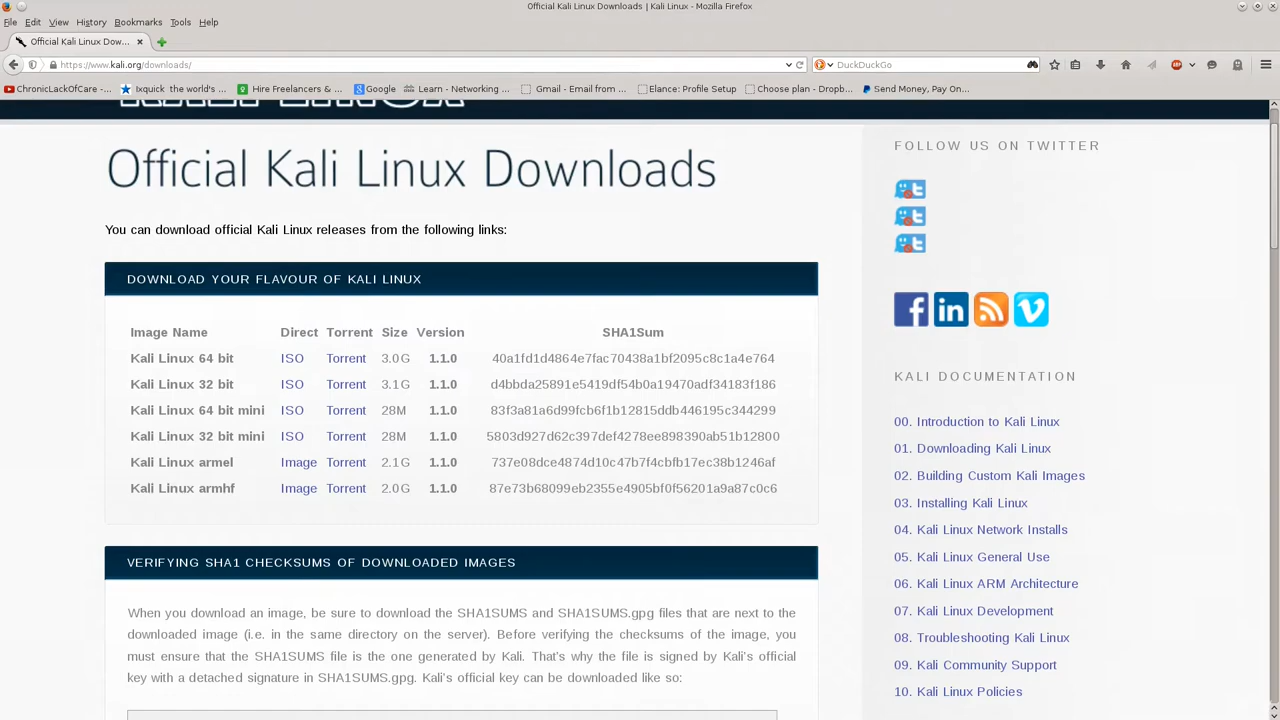 Official Kali Linux Downloads | Kali Linux - Mozilla Firefox
File Edit View History Bookmarks Tools Help
Official Kali Linux Dow...
https://www.kali.org/downloads/
DuckDuckGo
ChronicLackOfCare -... Ixquick the world's ... Hire Freelancers & ... Google Learn - Networking ... Gmail - Email from ... Elance: Profile Setup Choose plan - Dropb... Send Money, Pay On...
KALI LINUX
Official Kali Linux Downloads
You can download official Kali Linux releases from the following links:
DOWNLOAD YOUR FLAVOUR OF KALI LINUX
Image Name Direct Torrent Size Version SHA1Sum
Kali Linux 64 bit ISO Torrent 3.0G 1.1.0 40a1fd1d4864e7fac70438a1bf2095c8c1a4e764
Kali Linux 32 bit ISO Torrent 3.1G 1.1.0 d4bbda25891e5419df54b0a19470adf34183f186
Kali Linux 64 bit mini ISO Torrent 28M 1.1.0 83f3a81a6d99fcb6f1b12815ddb446195c344299
Kali Linux 32 bit mini ISO Torrent 28M 1.1.0 5803d927d62c397def4278ee898390ab51b12800
Kali Linux armel Image Torrent 2.1G 1.1.0 737e08dce4874d10c47b7f4cbfb17ec38b1246af
Kali Linux armhf Image Torrent 2.0G 1.1.0 87e73b68099eb2355e4905bf0f56201a9a87c0c6
VERIFYING SHA1 CHECKSUMS OF DOWNLOADED IMAGES
When you download an image, be sure to download the SHA1SUMS and SHA1SUMS.gpg files that are next to the
downloaded image (i.e. in the same directory on the server). Before verifying the checksums of the image, you
must ensure that the SHA1SUMS file is the one generated by Kali. That's why the file is signed by Kali's official
key with a detached signature in SHA1SUMS.gpg. Kali's official key can be downloaded like so:
FOLLOW US ON TWITTER
KALI DOCUMENTATION
00. Introduction to Kali Linux
01. Downloading Kali Linux
02. Building Custom Kali Images
03. Installing Kali Linux
04. Kali Linux Network Installs
05. Kali Linux General Use
06. Kali Linux ARM Architecture
07. Kali Linux Development
08. Troubleshooting Kali Linux
09. Kali Community Support
10. Kali Linux Policies